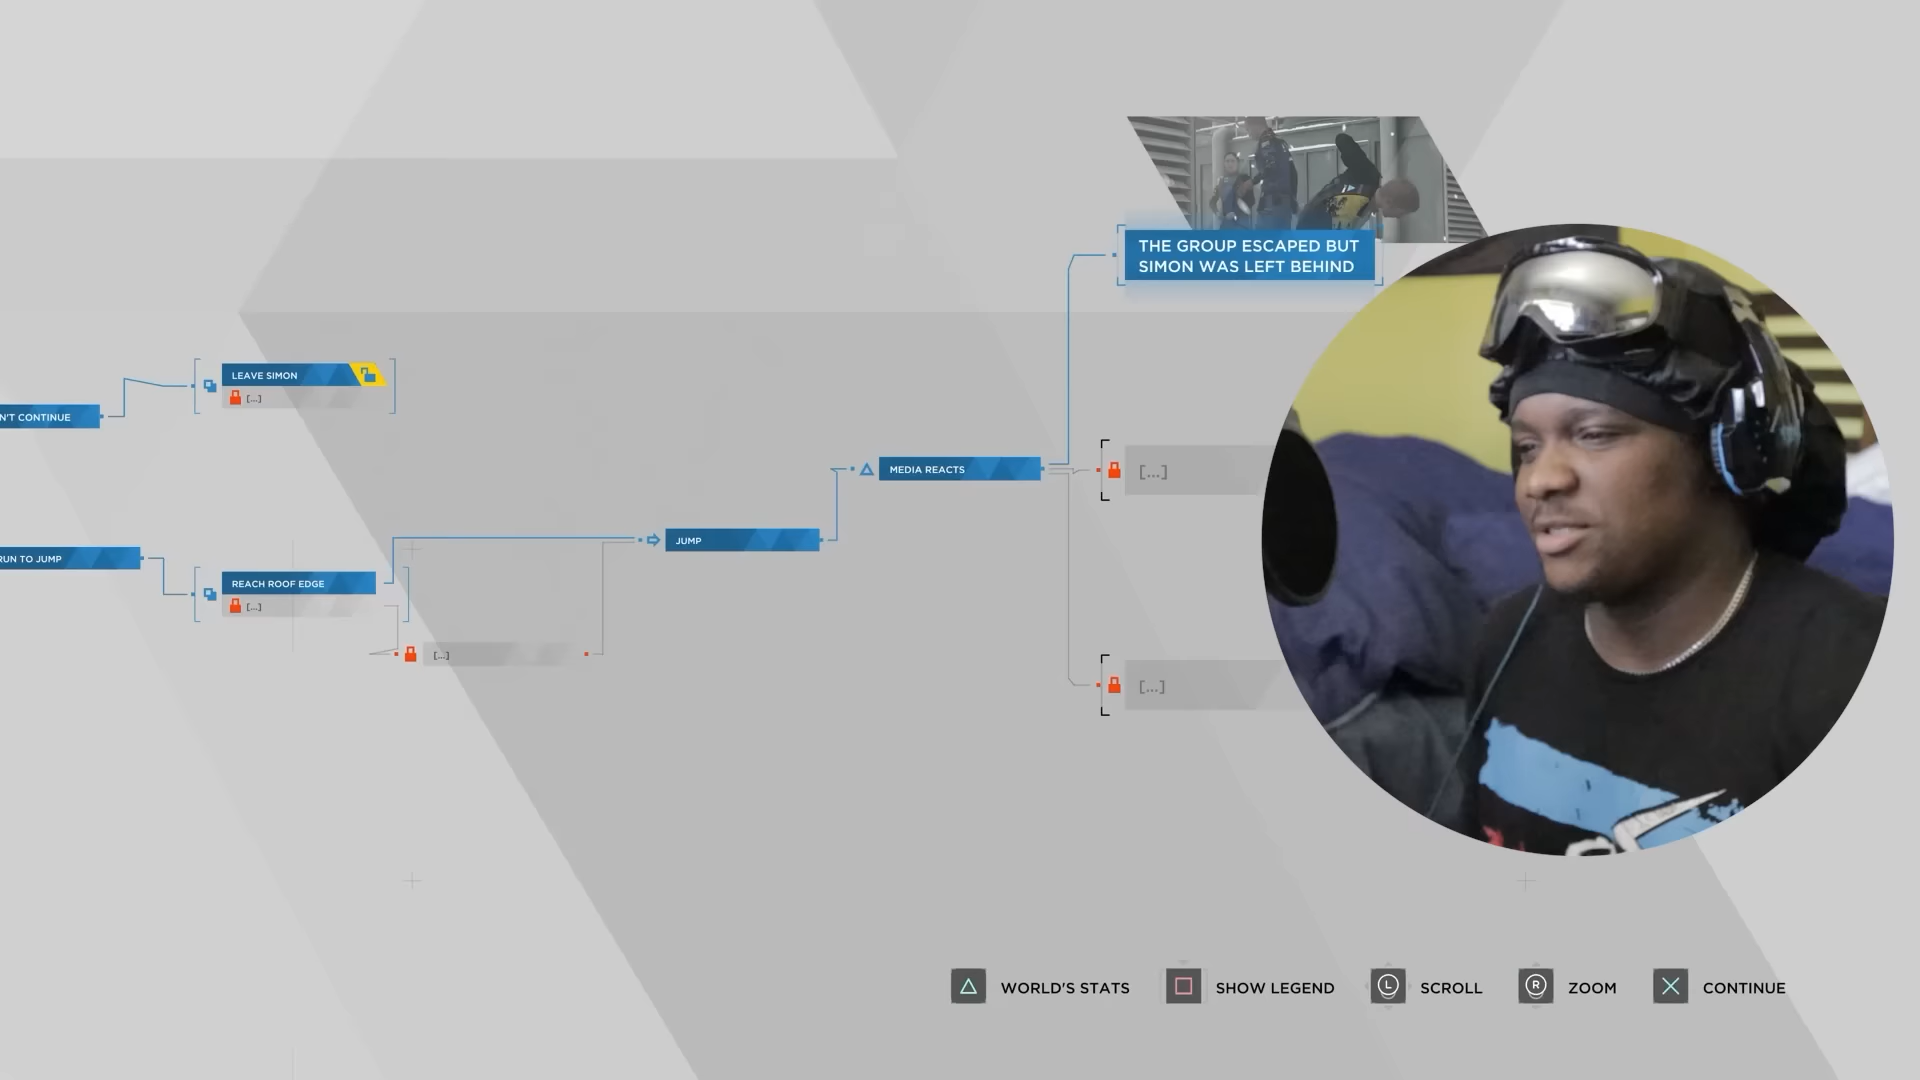 THE GROUP ESCAPED BUT
SIMON WAS LEFT BEHIND
LEAVE SIMON
[...]
N'T CONTINUE
MEDIA REACTS
[...]
JUMP
RUN TO JUMP
REACH ROOF EDGE
[...]
[...]
[...]
WORLD'S STATS
SHOW LEGEND
L
SCROLL
R
ZOOM
CONTINUE